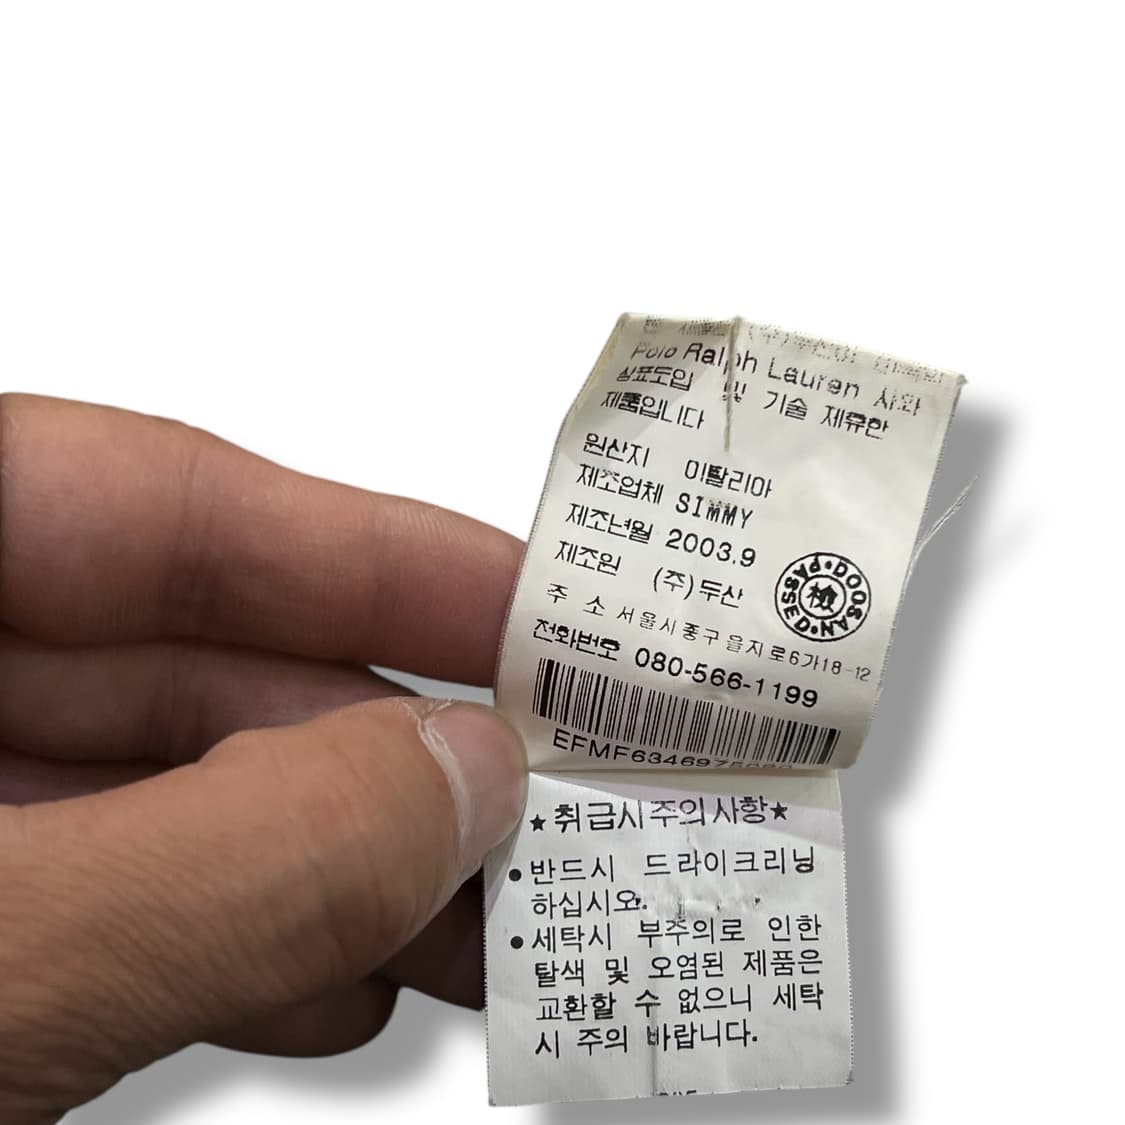 Polo Ralph Lauren 사와
상표도입 및 기술 제휴한
제품입니다
원산지 이탈리아
제조업체 SIMMY
제조년월 2003.9
제조원 (주)두산
주 소 서울시중구을지로6가18-12
전화번호 080-566-1199
DOOSAN PASSED
檢
EFMF634697
★취급시주의사항★
● 반드시 드라이크리닝
하십시오.
● 세탁시 부주의로 인한
탈색 및 오염된 제품은
교환할 수 없으니 세탁
시 주의 바랍니다.